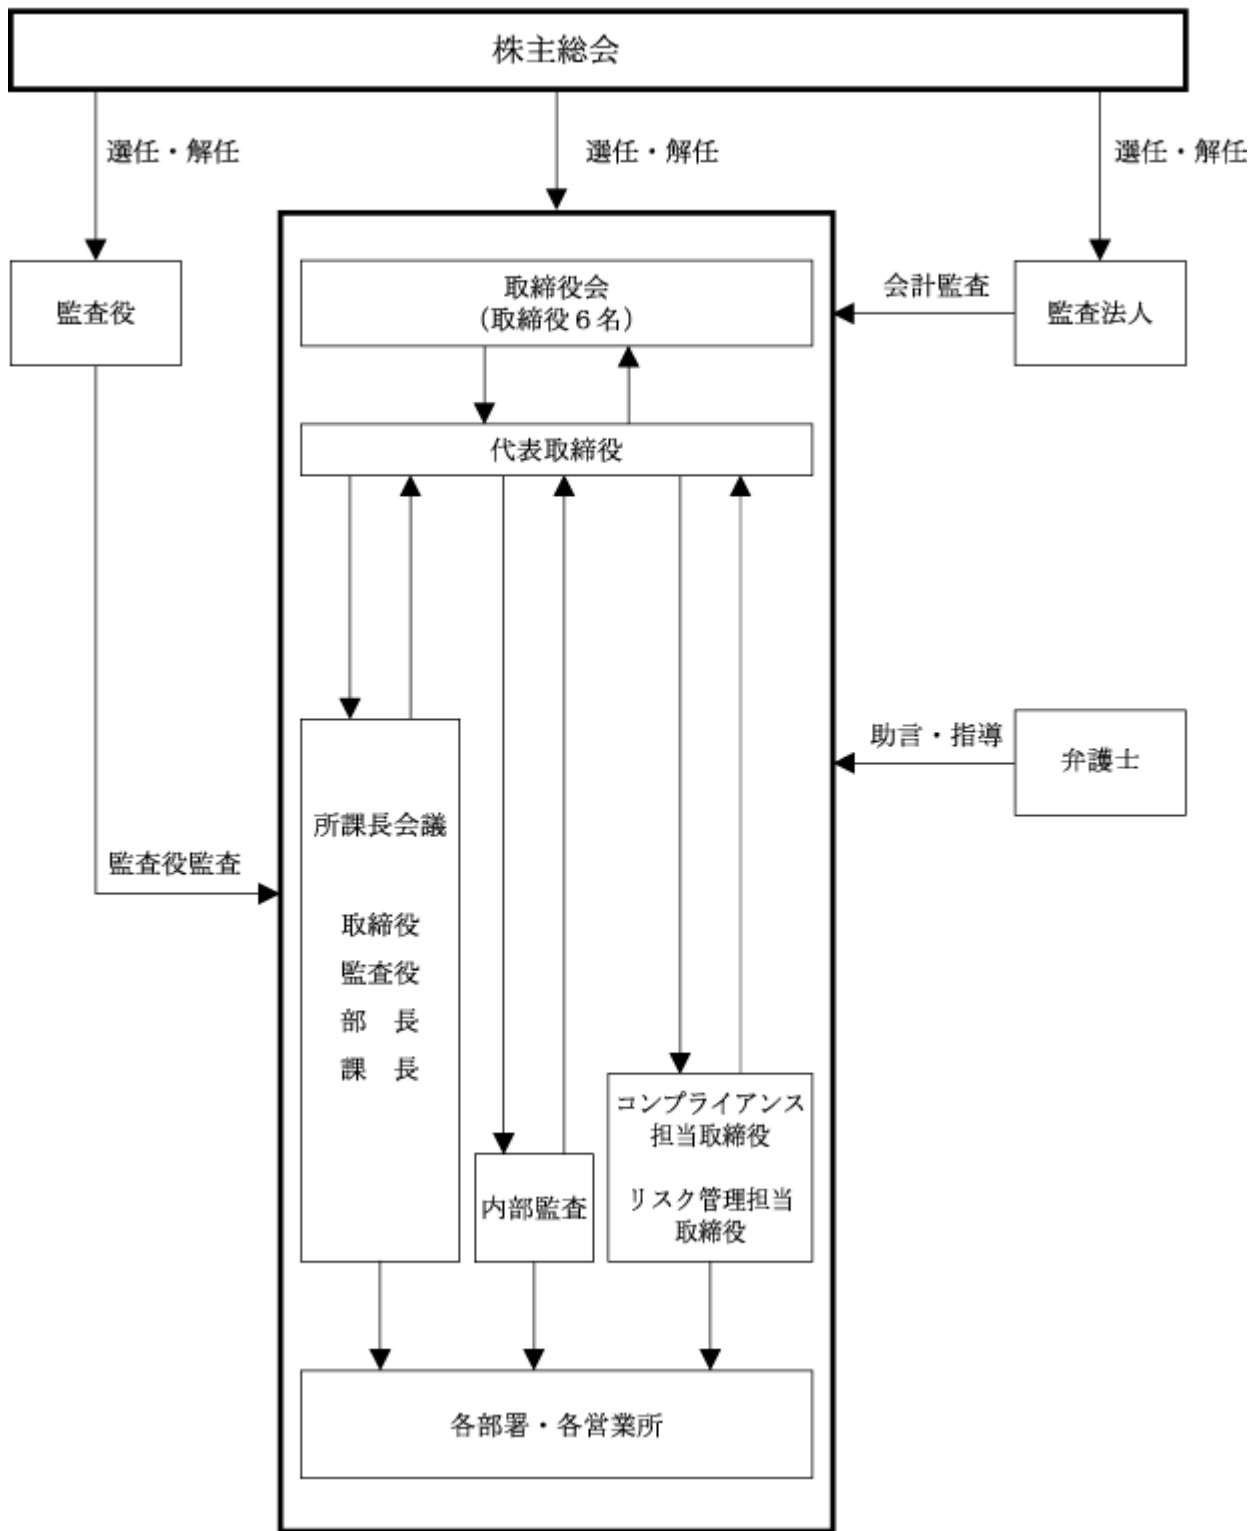 株主総会
選任・解任
選任・解任
選任・解任
監査役
取締役会
（取締役６名）
会計監査
監査法人
代表取締役
助言・指導
弁護士
所課長会議
監査役監査
取締役
監査役
部　長
課　長
コンプライアンス
担当取締役
リスク管理担当
取締役
内部監査
各部署・各営業所